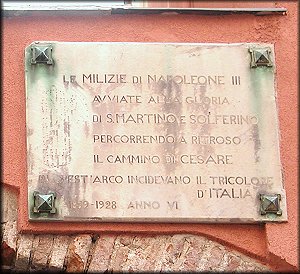 LE MILIZIE DI NAPOLEONE III
AVVIATE ALLA GLORIA
DI S. MARTINO E SOLFERINO
PERCORRENDO A RITROSO
IL CAMMINO DI CESARE
QUEST'ARCO INCIDEVANO IL TRICOLORE
D'ITALIA
1859-1928 ANNO VI